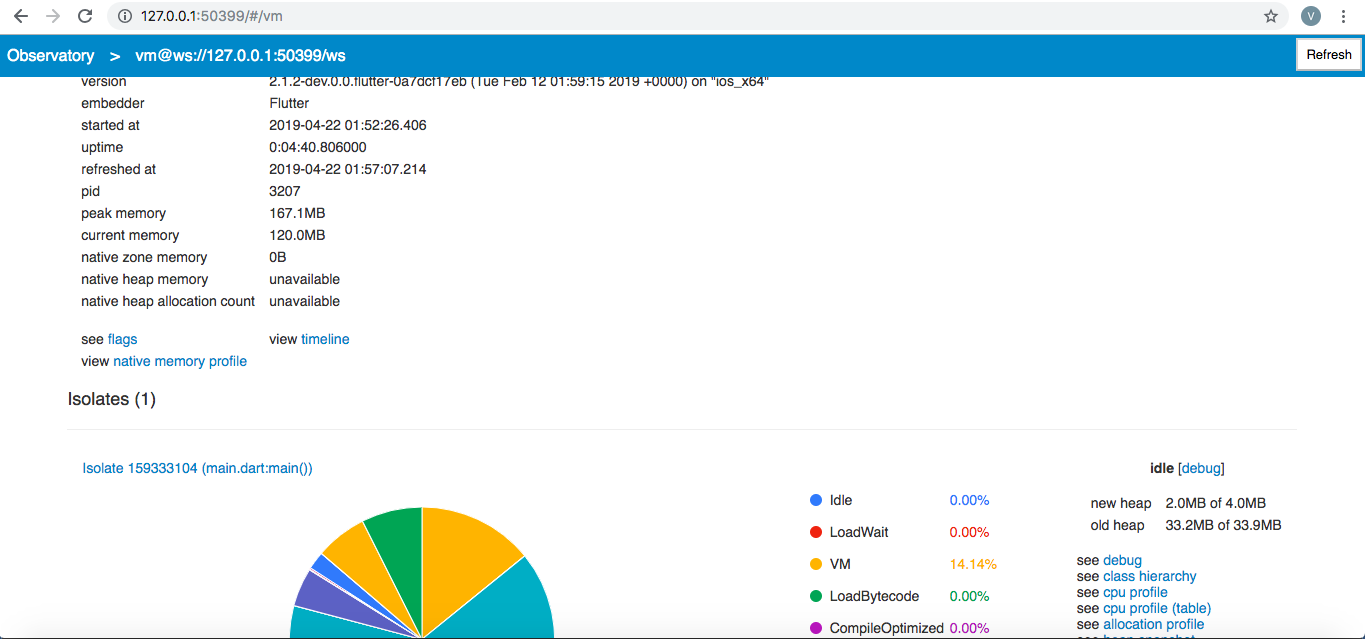 127.0.0.1:50399/#/vm
V
Observatory > vm@ws://127.0.0.1:50399/ws Refresh
version 2.1.2-dev.0.0.flutter-0a7dcf17eb (Tue Feb 12 01:59:15 2019 +0000) on "ios_x64"
embedder Flutter
started at 2019-04-22 01:52:26.406
uptime 0:04:40.806000
refreshed at 2019-04-22 01:57:07.214
pid 3207
peak memory 167.1MB
current memory 120.0MB
native zone memory 0B
native heap memory unavailable
native heap allocation count unavailable
see flags view timeline
view native memory profile
Isolates (1)
Isolate 159333104 (main.dart:main()) idle [debug]
Idle 0.00%
new heap 2.0MB of 4.0MB
old heap 33.2MB of 33.9MB
LoadWait 0.00%
VM 14.14%
LoadBytecode 0.00%
CompileOptimized 0.00%
see debug
see class hierarchy
see cpu profile
see cpu profile (table)
see allocation profile
see heap snapshot